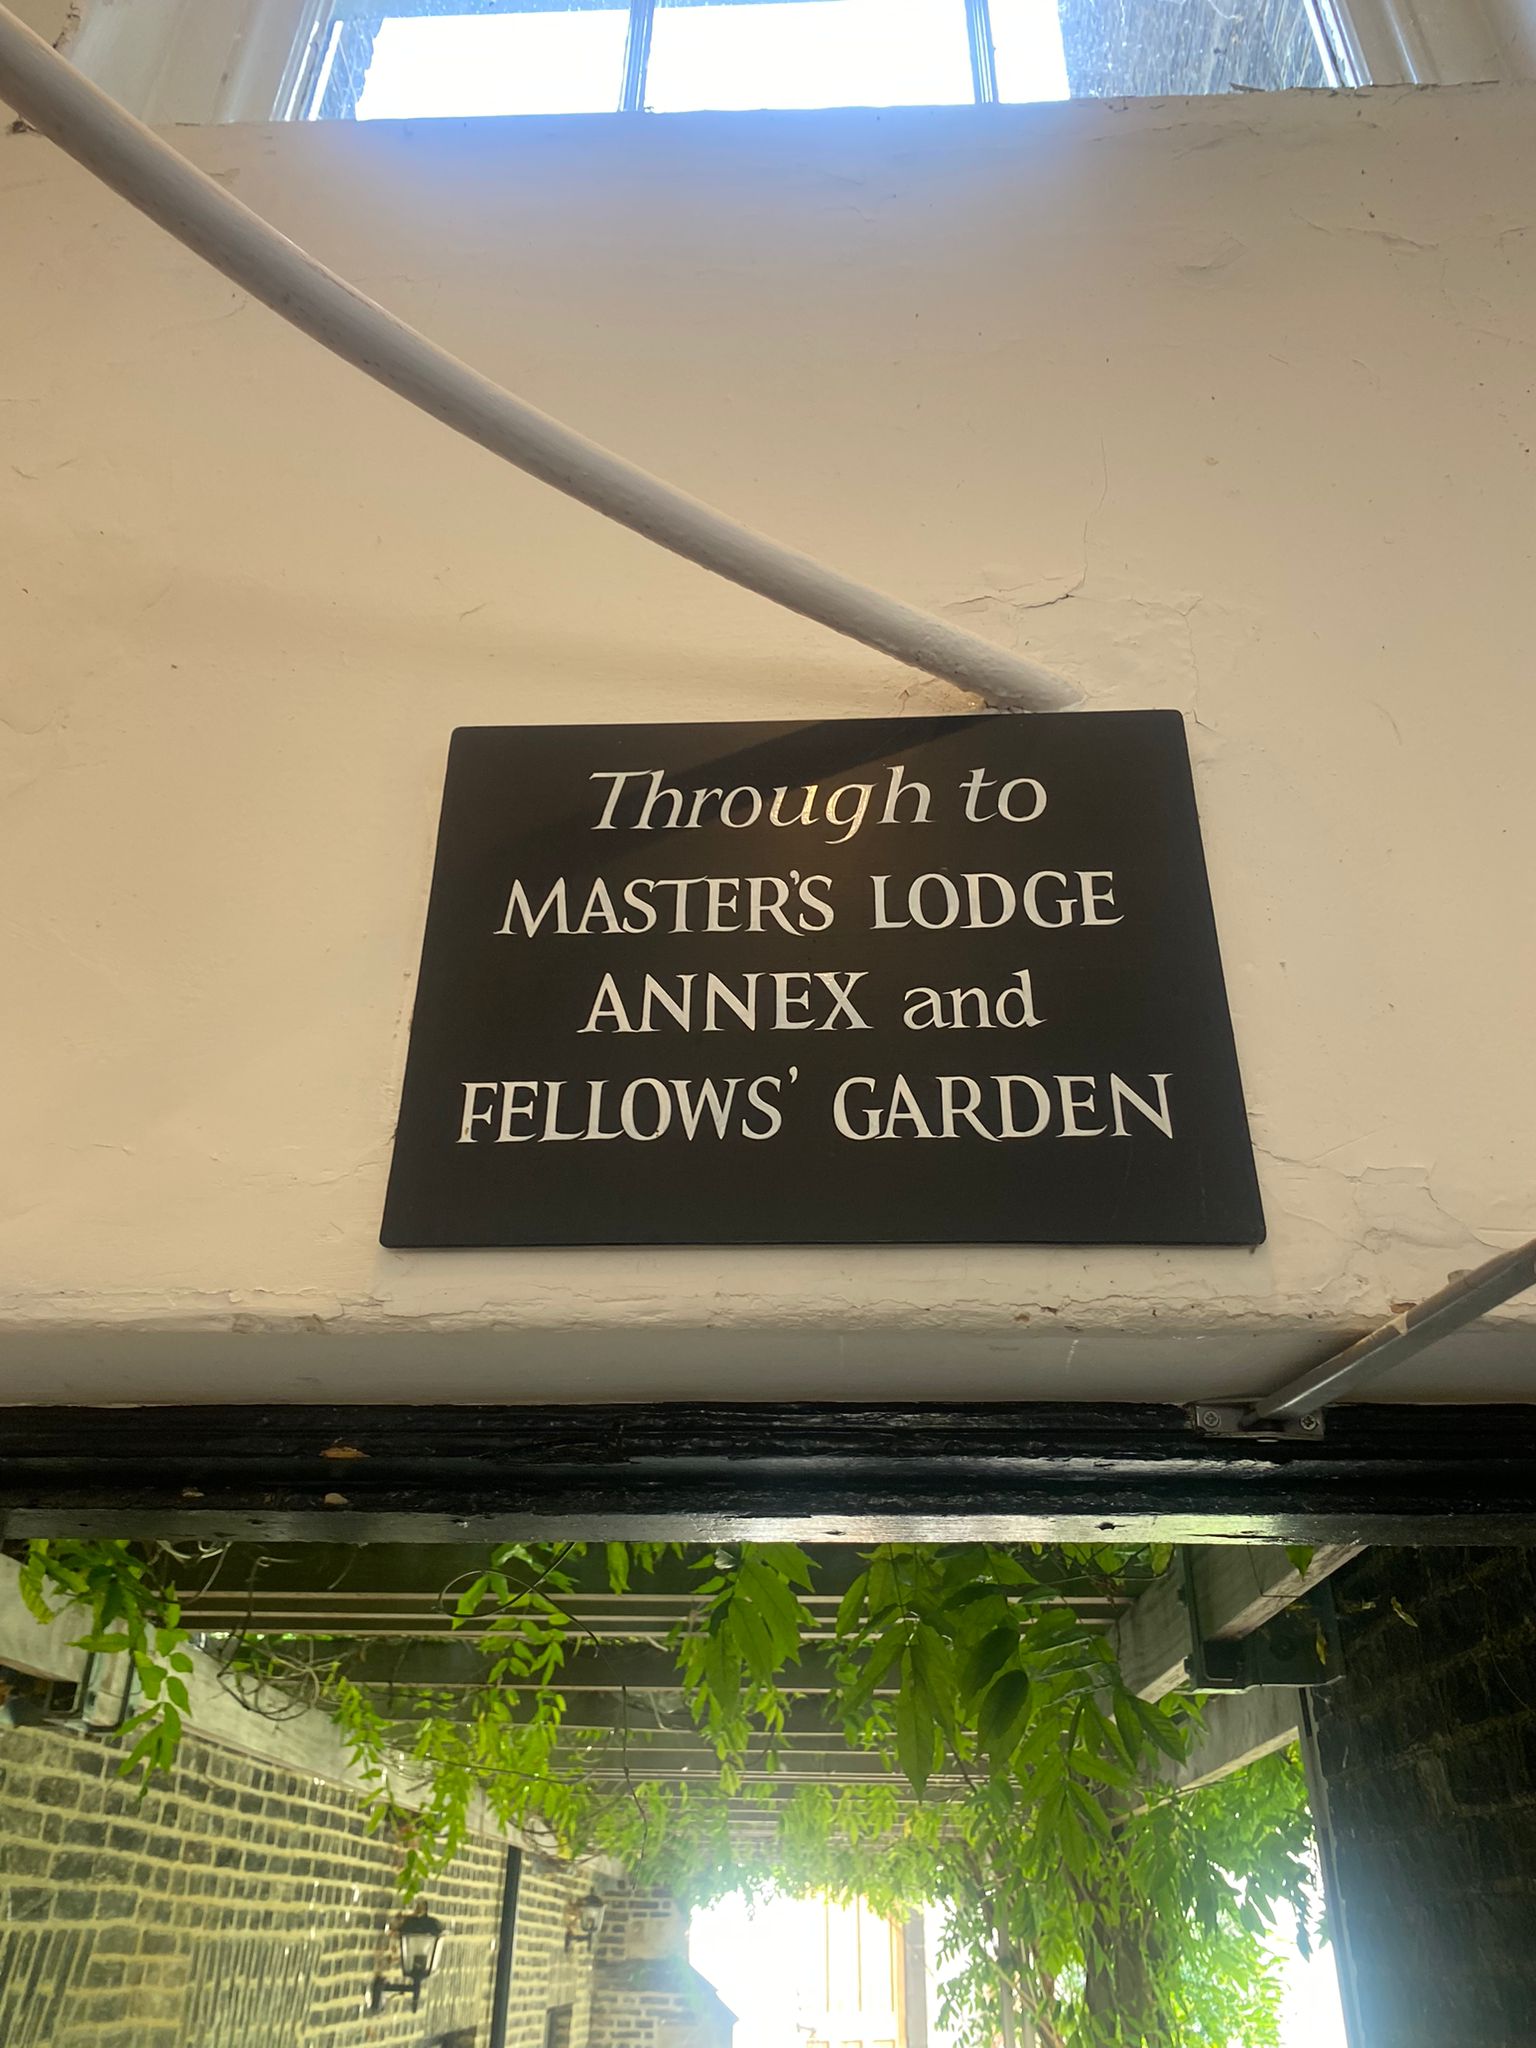 Through to
MASTER'S LODGE
ANNEX and
FELLOWS' GARDEN